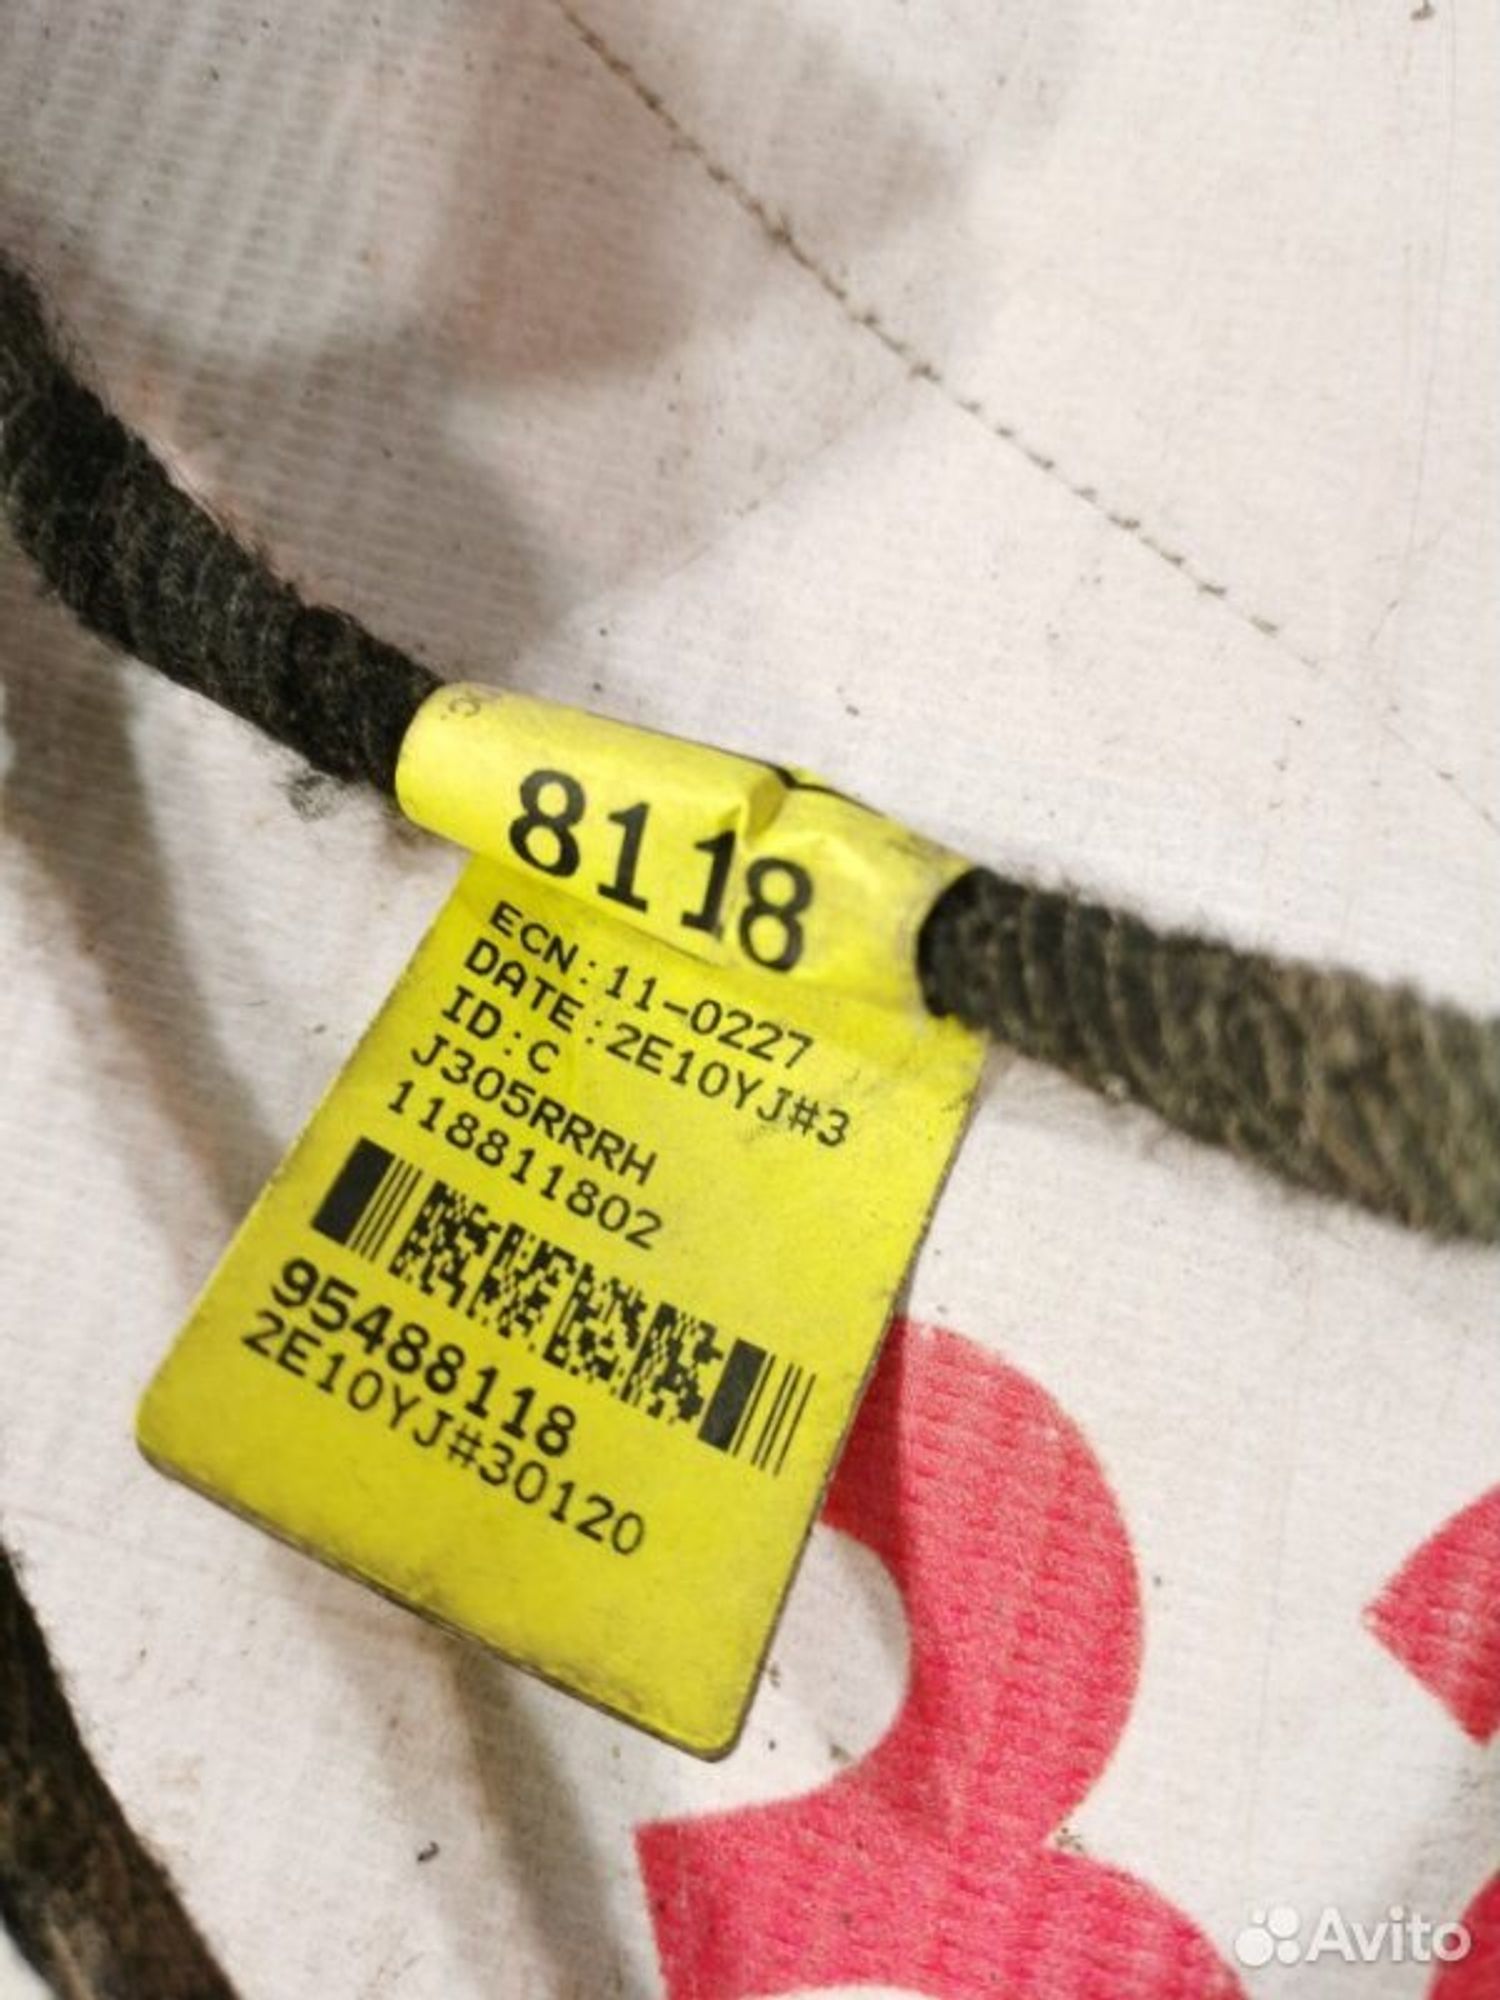 8118
ECN:11-0227
DATE:2E10YJ#3
ID:C
J305RRRH
118811802
95488118
2E10YJ#30120
Avito